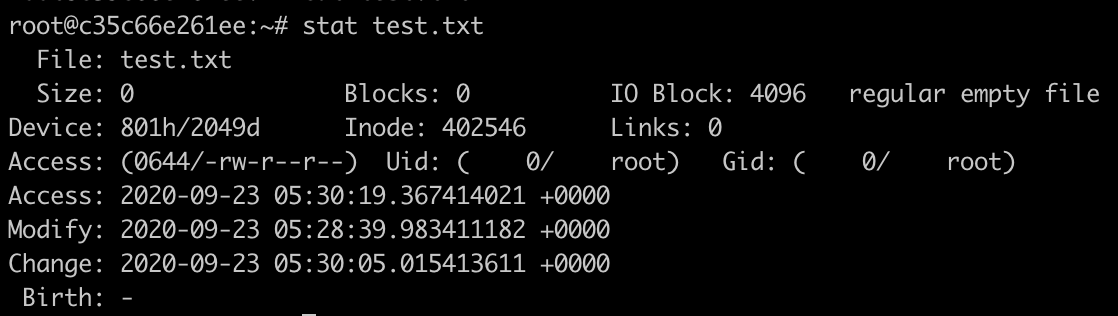 root@c35c66e261ee:~# stat test.txt
  File: test.txt
  Size: 0               Blocks: 0          IO Block: 4096   regular empty file
Device: 801h/2049d      Inode: 402546      Links: 0
Access: (0644/-rw-r--r--)  Uid: (    0/    root)   Gid: (    0/    root)
Access: 2020-09-23 05:30:19.367414021 +0000
Modify: 2020-09-23 05:28:39.983411182 +0000
Change: 2020-09-23 05:30:05.015413611 +0000
 Birth: -